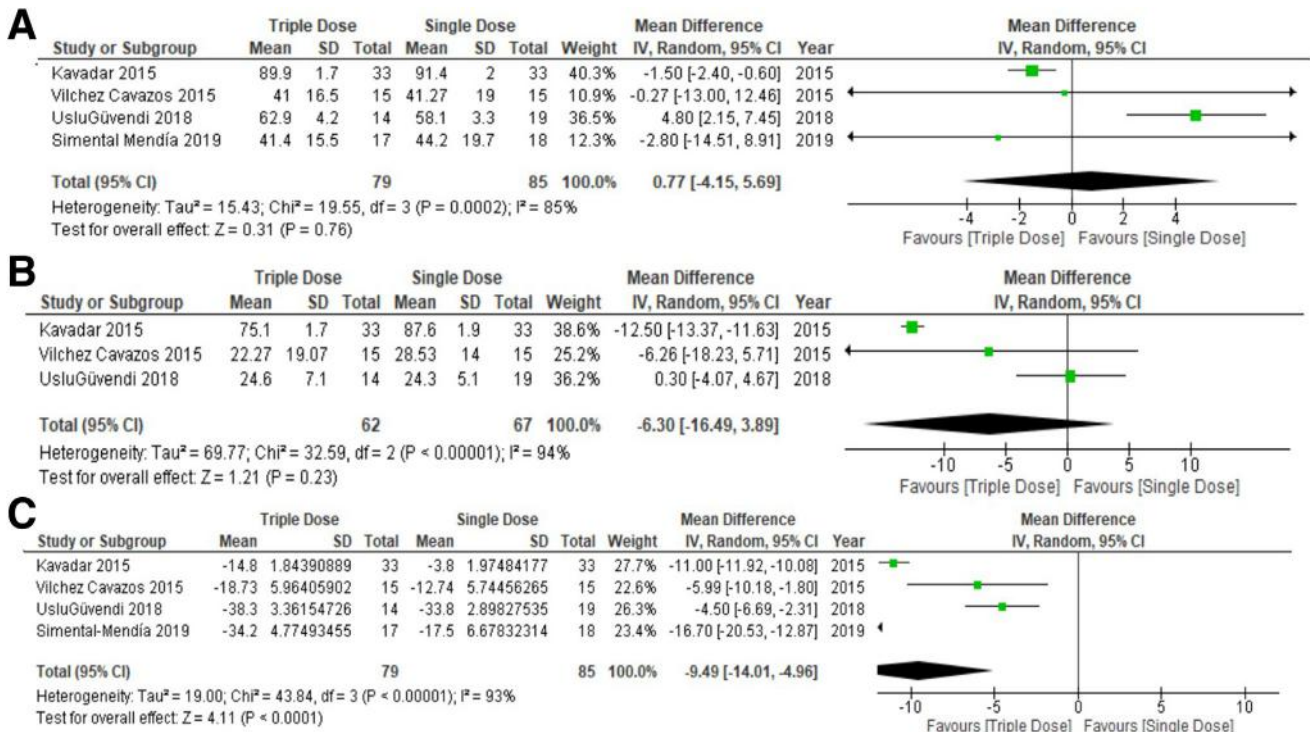 A
Triple Dose Single Dose Mean Difference Mean Difference
Study or Subgroup Mean SD Total Mean SD Total Weight IV, Random, 95% CI Year IV, Random, 95% CI
Kavadar 2015 89.9 1.7 33 91.4 2 33 40.3% -1.50 [-2.40, -0.60] 2015
Vilchez Cavazos 2015 41 16.5 15 41.27 19 15 10.9% -0.27 [-13.00, 12.46] 2015
UsluGüvendi 2018 62.9 4.2 14 58.1 3.3 19 36.5% 4.80 [2.15, 7.45] 2018
Simental Mendía 2019 41.4 15.5 17 44.2 19.7 18 12.3% -2.80 [-14.51, 8.91] 2019
Total (95% CI) 79 85 100.0% 0.77 [-4.15, 5.69]
Heterogeneity: Tau² = 15.43; Chi² = 19.55, df = 3 (P = 0.0002); I² = 85%
Test for overall effect: Z = 0.31 (P = 0.76)
-4 -2 0 2 4
Favours [Triple Dose] Favours [Single Dose]
B
Triple Dose Single Dose Mean Difference Mean Difference
Study or Subgroup Mean SD Total Mean SD Total Weight IV, Random, 95% CI Year IV, Random, 95% CI
Kavadar 2015 75.1 1.7 33 87.6 1.9 33 38.6% -12.50 [-13.37, -11.63] 2015
Vilchez Cavazos 2015 22.27 19.07 15 28.53 14 15 25.2% -6.26 [-18.23, 5.71] 2015
UsluGüvendi 2018 24.6 7.1 14 24.3 5.1 19 36.2% 0.30 [-4.07, 4.67] 2018
Total (95% CI) 62 67 100.0% -6.30 [-16.49, 3.89]
Heterogeneity: Tau² = 69.77; Chi² = 32.59, df = 2 (P < 0.00001); I² = 94%
Test for overall effect: Z = 1.21 (P = 0.23)
-10 -5 0 5 10
Favours [Triple Dose] Favours [Single Dose]
C
Triple Dose Single Dose Mean Difference Mean Difference
Study or Subgroup Mean SD Total Mean SD Total Weight IV, Random, 95% CI Year IV, Random, 95% CI
Kavadar 2015 -14.8 1.84390889 33 -3.8 1.97484177 33 27.7% -11.00 [-11.92, -10.08] 2015
Vilchez Cavazos 2015 -18.73 5.96405902 15 -12.74 5.74456265 15 22.6% -5.99 [-10.18, -1.80] 2015
UsluGüvendi 2018 -38.3 3.36154726 14 -33.8 2.89827535 19 26.3% -4.50 [-6.69, -2.31] 2018
Simental-Mendía 2019 -34.2 4.77493455 17 -17.5 6.67832314 18 23.4% -16.70 [-20.53, -12.87] 2019
Total (95% CI) 79 85 100.0% -9.49 [-14.01, -4.96]
Heterogeneity: Tau² = 19.00; Chi² = 43.84, df = 3 (P < 0.00001); I² = 93%
Test for overall effect: Z = 4.11 (P < 0.0001)
-10 -5 0 5 10
Favours [Triple Dose] Favours [Single Dose]